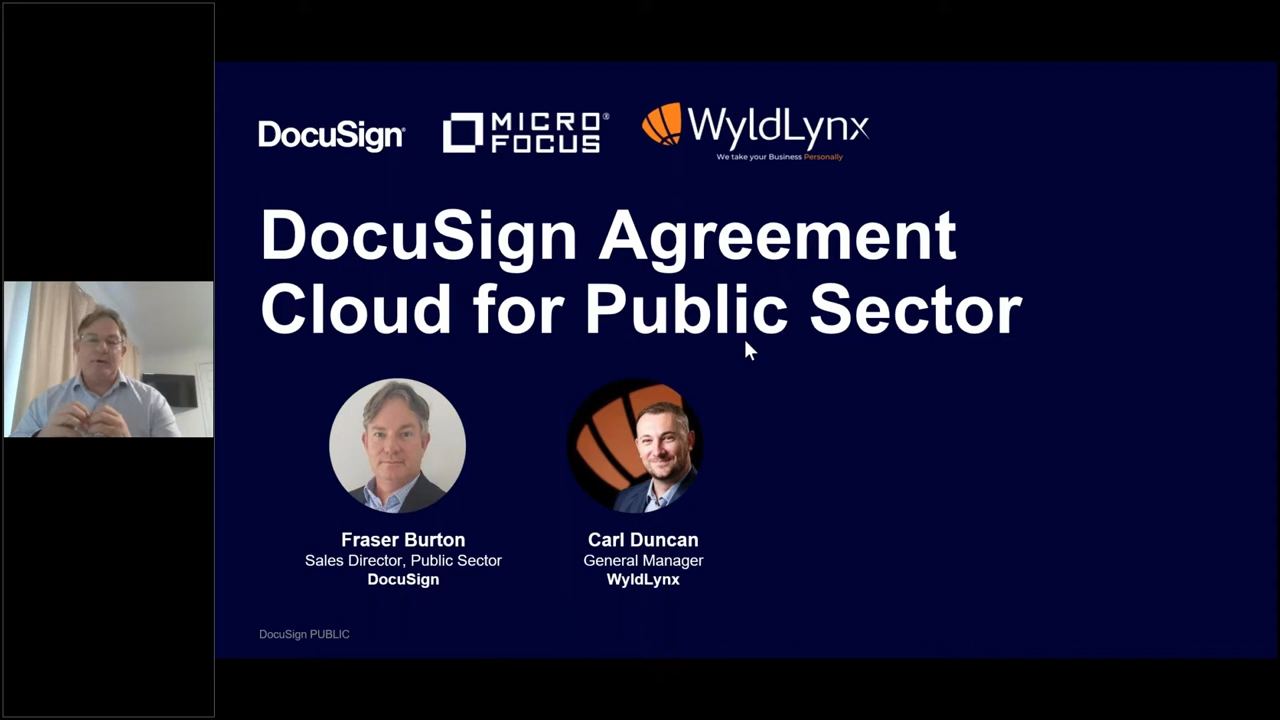 DocuSign®
MICRO®
FOCUS
WyldLynx
We take your Business Personally
DocuSign Agreement
Cloud for Public Sector
Fraser Burton
Sales Director, Public Sector
DocuSign
Carl Duncan
General Manager
WyldLynx
DocuSign PUBLIC